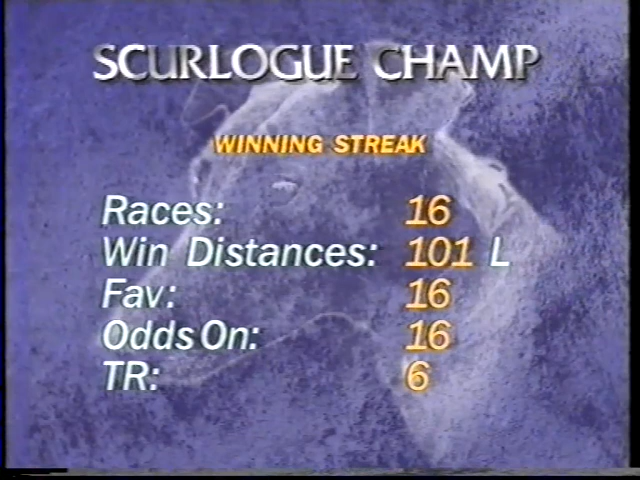 SCURLOGUE CHAMP
WINNING STREAK
Races: 16
Win Distances: 101 L
Fav: 16
Odds On: 16
TR: 6